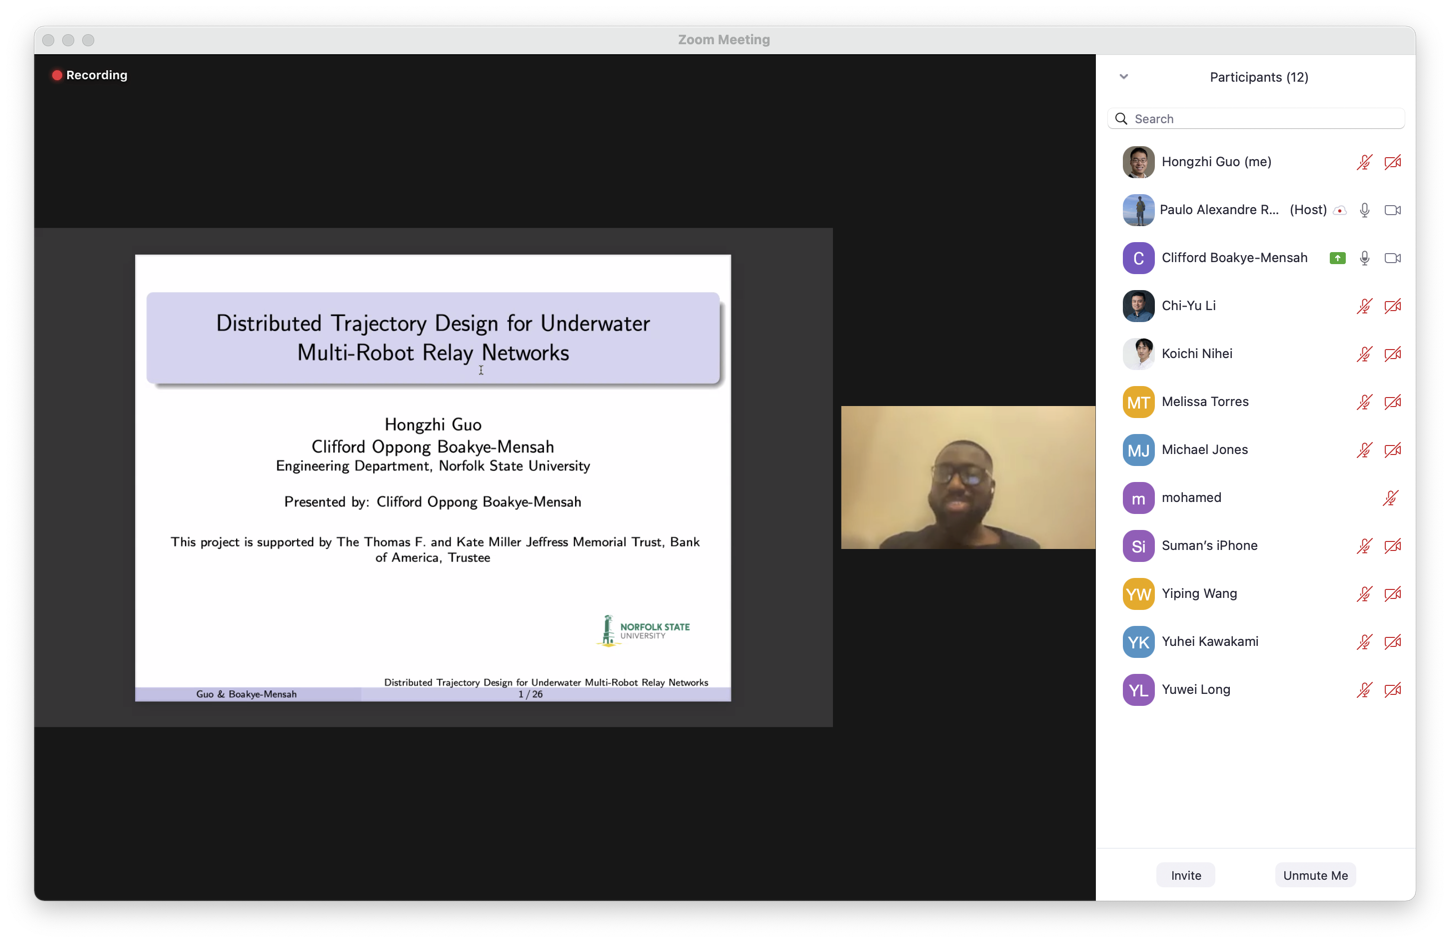 Zoom Meeting
Recording
Distributed Trajectory Design for Underwater
Multi-Robot Relay Networks
Hongzhi Guo
Clifford Oppong Boakye-Mensah
Engineering Department, Norfolk State University
Presented by: Clifford Oppong Boakye-Mensah
This project is supported by The Thomas F. and Kate Miller Jeffress Memorial Trust, Bank
of America, Trustee
NORFOLK STATE
UNIVERSITY
Distributed Trajectory Design for Underwater Multi-Robot Relay Networks
Guo & Boakye-Mensah 1 / 26
Participants (12)
Search
Hongzhi Guo (me)
Paulo Alexandre R... (Host)
C Clifford Boakye-Mensah
Chi-Yu Li
Koichi Nihei
MT Melissa Torres
MJ Michael Jones
m mohamed
Si Suman's iPhone
YW Yiping Wang
YK Yuhei Kawakami
YL Yuwei Long
Invite Unmute Me